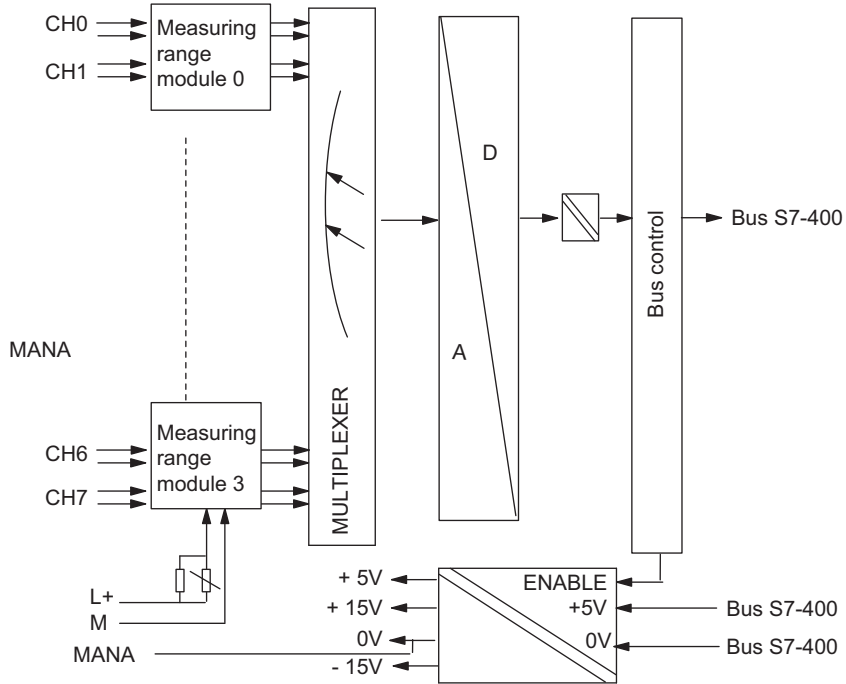 CH0
CH1
Measuring
range
module 0
D
A
Bus control
Bus S7-400
MANA
MULTIPLEXER
CH6
CH7
Measuring
range
module 3
L+
M
MANA
+ 5V
+ 15V
0V
- 15V
ENABLE
+5V
0V
Bus S7-400
Bus S7-400